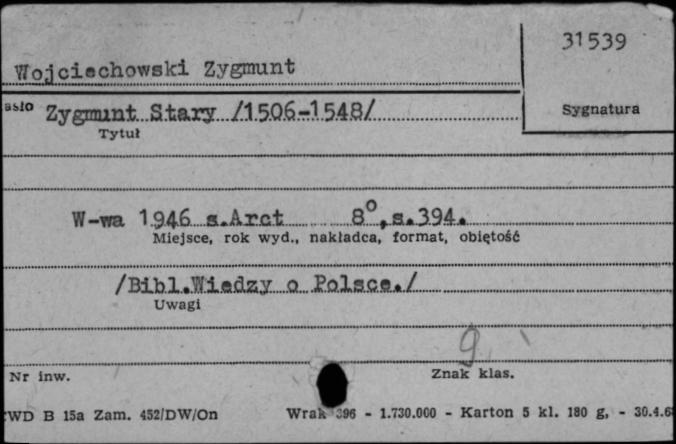 31539
Wojciechowski Zygmunt
asło Zygmunt Stary /1506-1548/
Sygnatura
Tytuł
W-wa 1946 s.Arct 8°,s.394.
Miejsce, rok wyd., nakładca, format, objętość
/Bibl.Wiedzy o Polsce./
Uwagi
9
Nr inw.
Znak klas.
WD B 15a Zam. 452/DW/On Wrak 396 - 1.730.000 - Karton 5 kl. 180 g, - 30.4.6